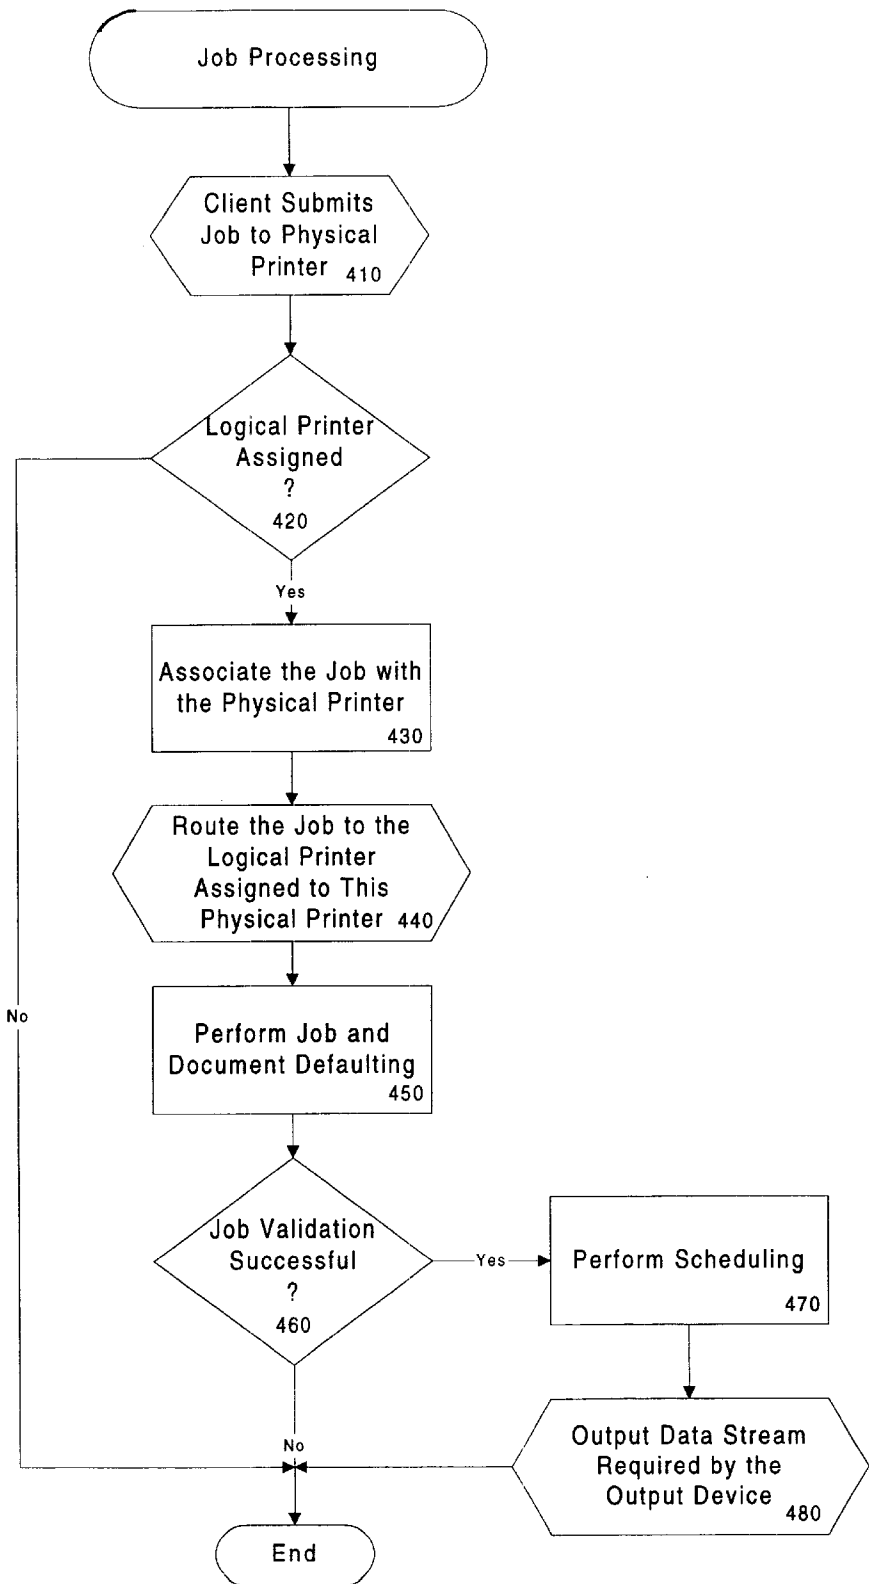 Job Processing
Client Submits
Job to Physical
Printer 410
Logical Printer
Assigned
?
420
Yes
Associate the Job with
the Physical Printer
430
Route the Job to the
Logical Printer
Assigned to This
Physical Printer 440
No
Perform Job and
Document Defaulting
450
Job Validation
Successful
?
460
Yes
Perform Scheduling
470
No
Output Data Stream
Required by the
Output Device
480
End